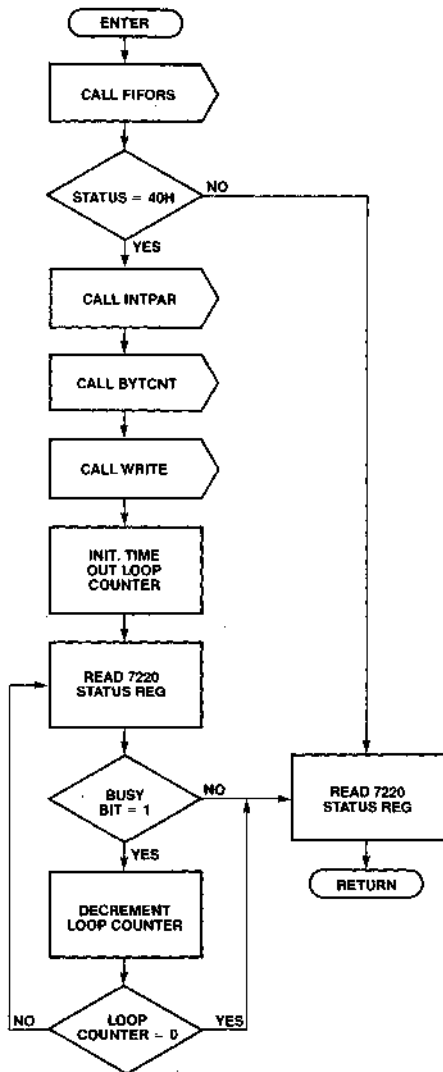 ENTER
CALL FIFORS
STATUS = 40H
NO
YES
CALL INTPAR
CALL BYTCNT
CALL WRITE
INIT. TIME
OUT LOOP
COUNTER
READ 7220
STATUS REG
BUSY
BIT = 1
NO
YES
READ 7220
STATUS REG
RETURN
DECREMENT
LOOP COUNTER
LOOP
COUNTER = 0
NO
YES